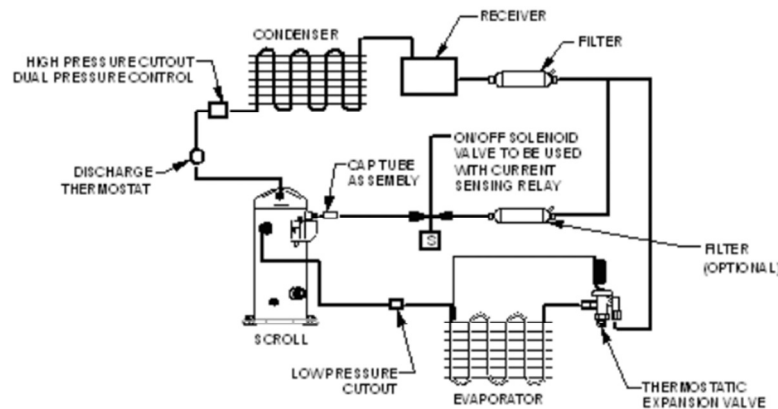 RECEIVER
CONDENSER
FILTER
HIGH PRESSURE CUTOUT
DUAL PRESSURE CONTROL
ON/OFF SOLENOID
VALVE TO BE USED
WITH CURRENT
SENSING RELAY
CAP TUBE
ASSEMBLY
DISCHARGE
THERMOSTAT
S
FILTER
(OPTIONAL)
SCROLL
LOW PRESSURE
CUTOUT
EVAPORATOR
THERMOSTATIC
EXPANSION VALVE